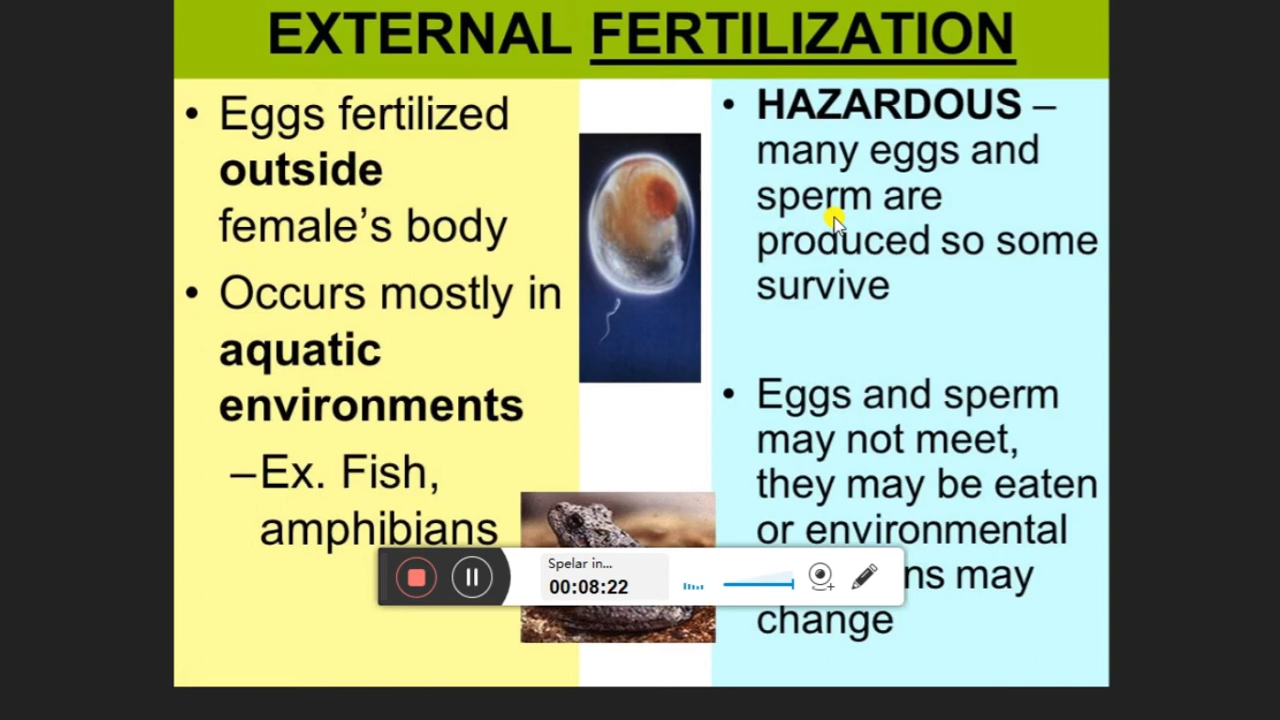 EXTERNAL FERTILIZATION
• Eggs fertilized
outside
female's body
• Occurs mostly in
aquatic
environments
–Ex. Fish,
amphibians
• HAZARDOUS –
many eggs and
sperm are
produced so some
survive
• Eggs and sperm
may not meet,
they may be eaten
or environmental
ns may
change
Spelar in...
00:08:22